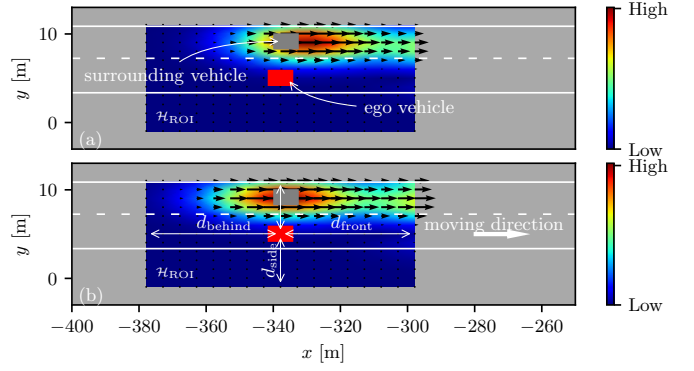 10
0
y [m]
surrounding vehicle
ego vehicle
ℋ_ROI
(a)
High
Low
10
0
y [m]
d_behind
d_front
moving direction
d_side
ℋ_ROI
(b)
High
Low
−400 −380 −360 −340 −320 −300 −280 −260
x [m]